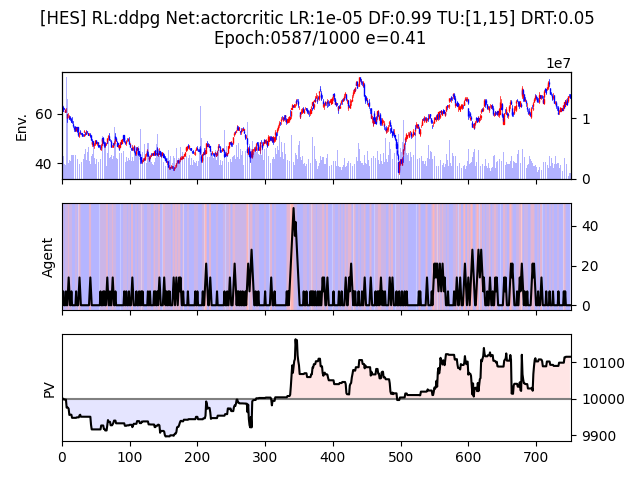 [HES] RL:ddpg Net:actorcritic LR:1e-05 DF:0.99 TU:[1,15] DRT:0.05
Epoch:0587/1000 e=0.41
1e7
Env.
60
40
1
0
Agent
40
20
0
PV
10100
10000
9900
0 100 200 300 400 500 600 700